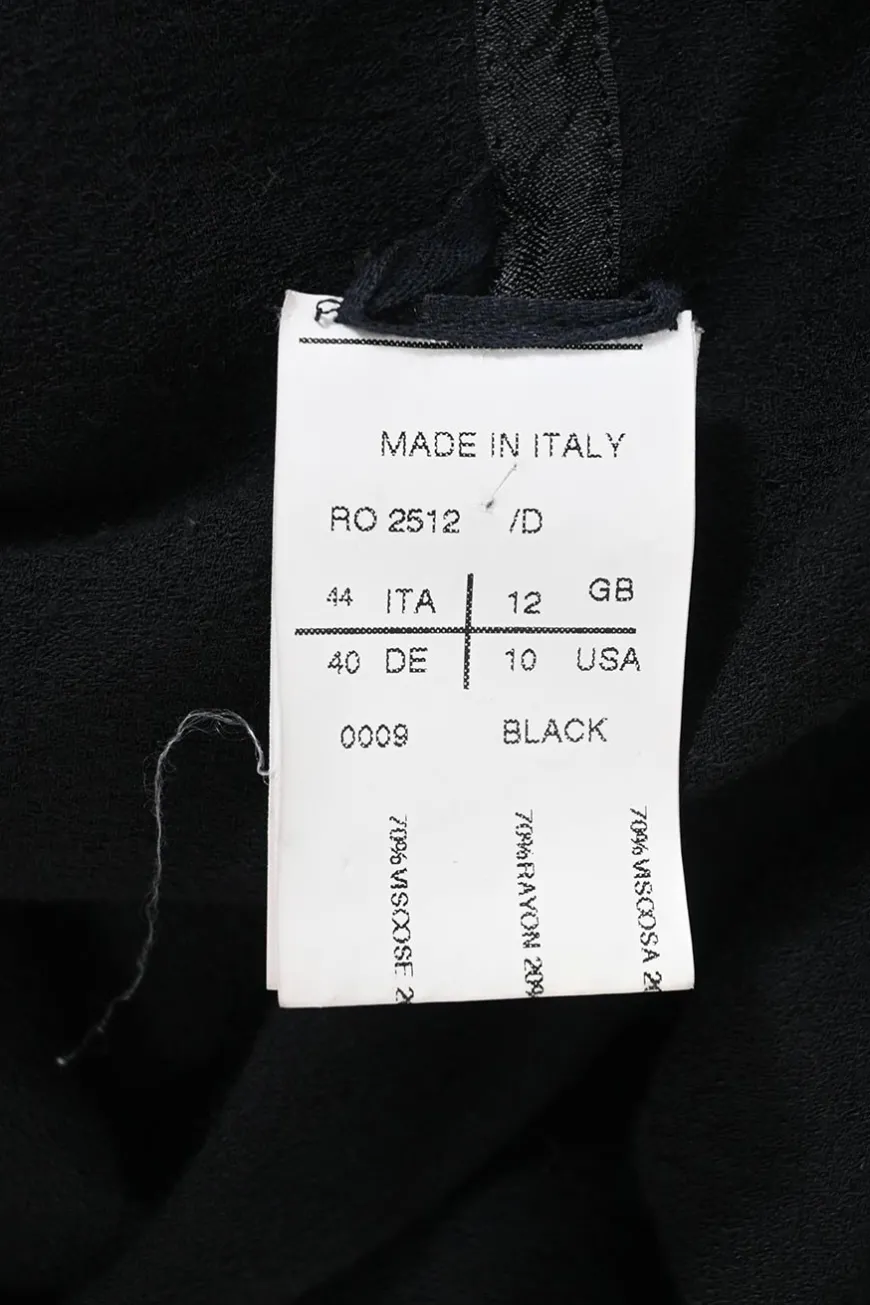 MADE IN ITALY
RO 2512 /D
44 ITA 12 GB
40 DE 10 USA
0009 BLACK
70% VISCOSE
70% RAYON 20%
70% VISCOSA